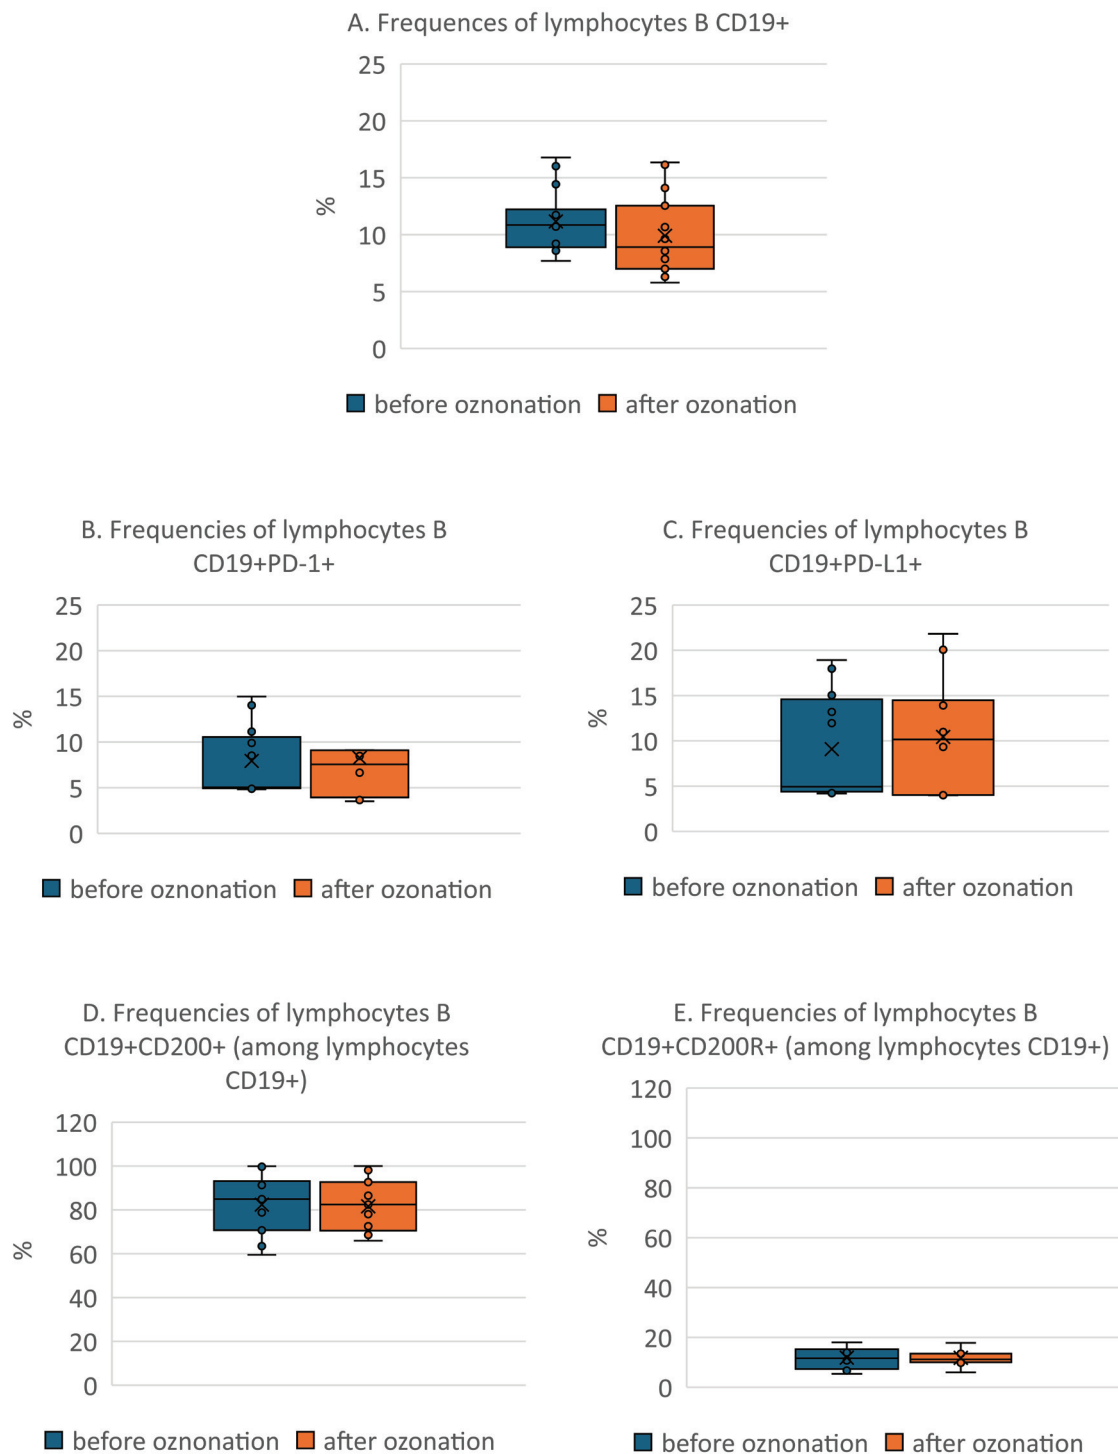 A. Frequences of lymphocytes B CD19+
25
20
15
10
5
0
%
before oznonation after ozonation
B. Frequencies of lymphocytes B
CD19+PD-1+
25
20
15
10
5
0
%
before oznonation after ozonation
C. Frequencies of lymphocytes B
CD19+PD-L1+
25
20
15
10
5
0
%
before oznonation after ozonation
D. Frequencies of lymphocytes B
CD19+CD200+ (among lymphocytes
CD19+)
120
100
80
60
40
20
0
%
before oznonation after ozonation
E. Frequencies of lymphocytes B
CD19+CD200R+ (among lymphocytes CD19+)
120
100
80
60
40
20
0
%
before oznonation after ozonation